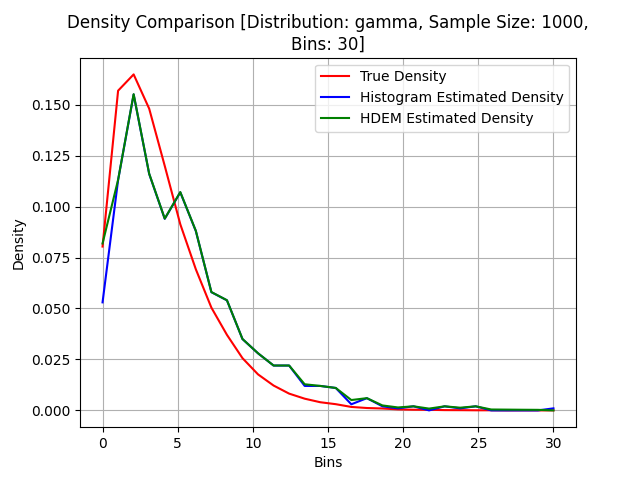 Density Comparison [Distribution: gamma, Sample Size: 1000,
Bins: 30]
True Density
Histogram Estimated Density
HDEM Estimated Density
Density
0.150
0.125
0.100
0.075
0.050
0.025
0.000
0 5 10 15 20 25 30
Bins